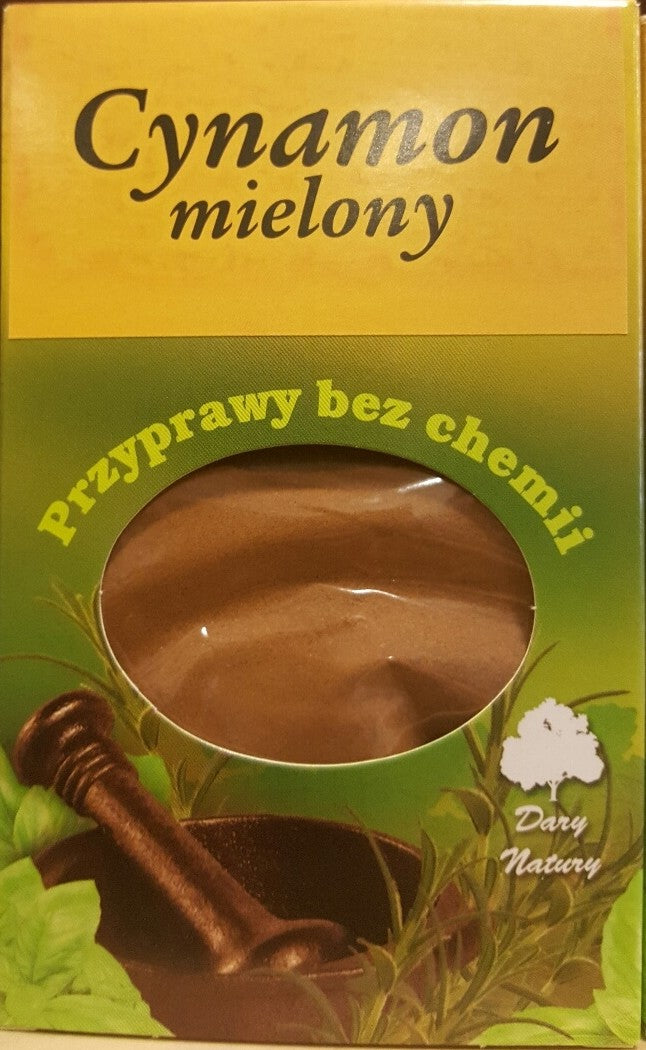 Cynamon
mielony
Przyprawy bez chemii
Dary
Natury